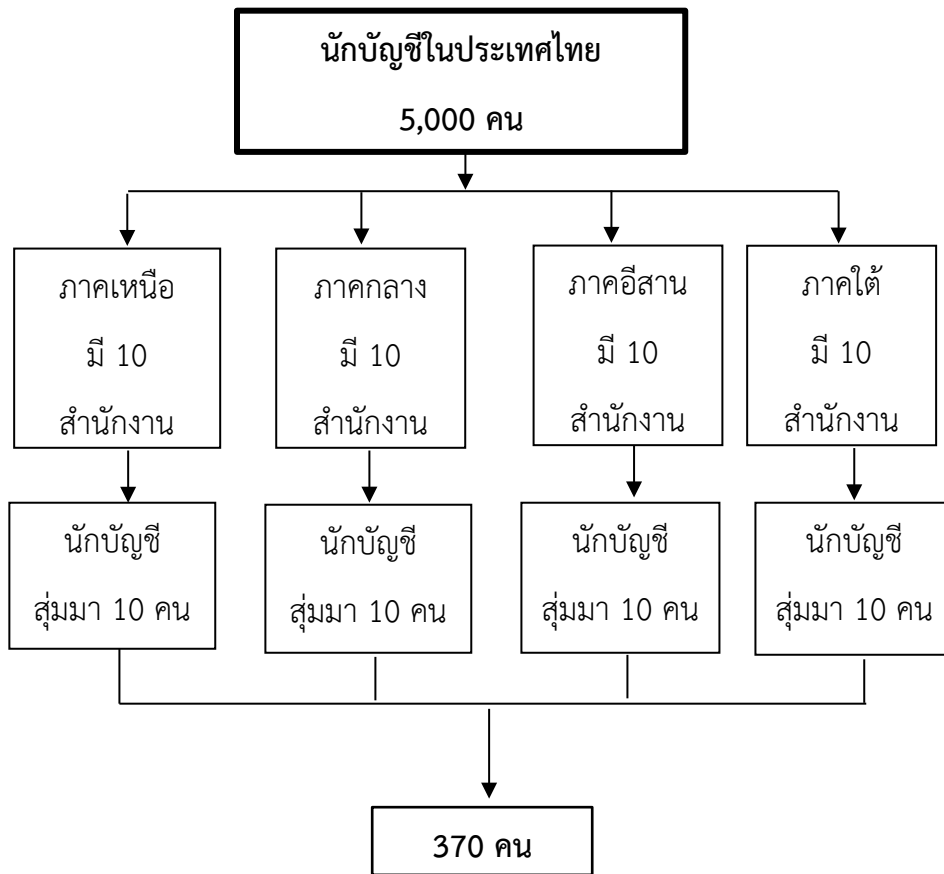 นักบัญชีในประเทศไทย
5,000 คน
ภาคเหนือ
มี 10
สำนักงาน
ภาคกลาง
มี 10
สำนักงาน
ภาคอีสาน
มี 10
สำนักงาน
ภาคใต้
มี 10
สำนักงาน
นักบัญชี
สุ่มมา 10 คน
นักบัญชี
สุ่มมา 10 คน
นักบัญชี
สุ่มมา 10 คน
นักบัญชี
สุ่มมา 10 คน
370 คน